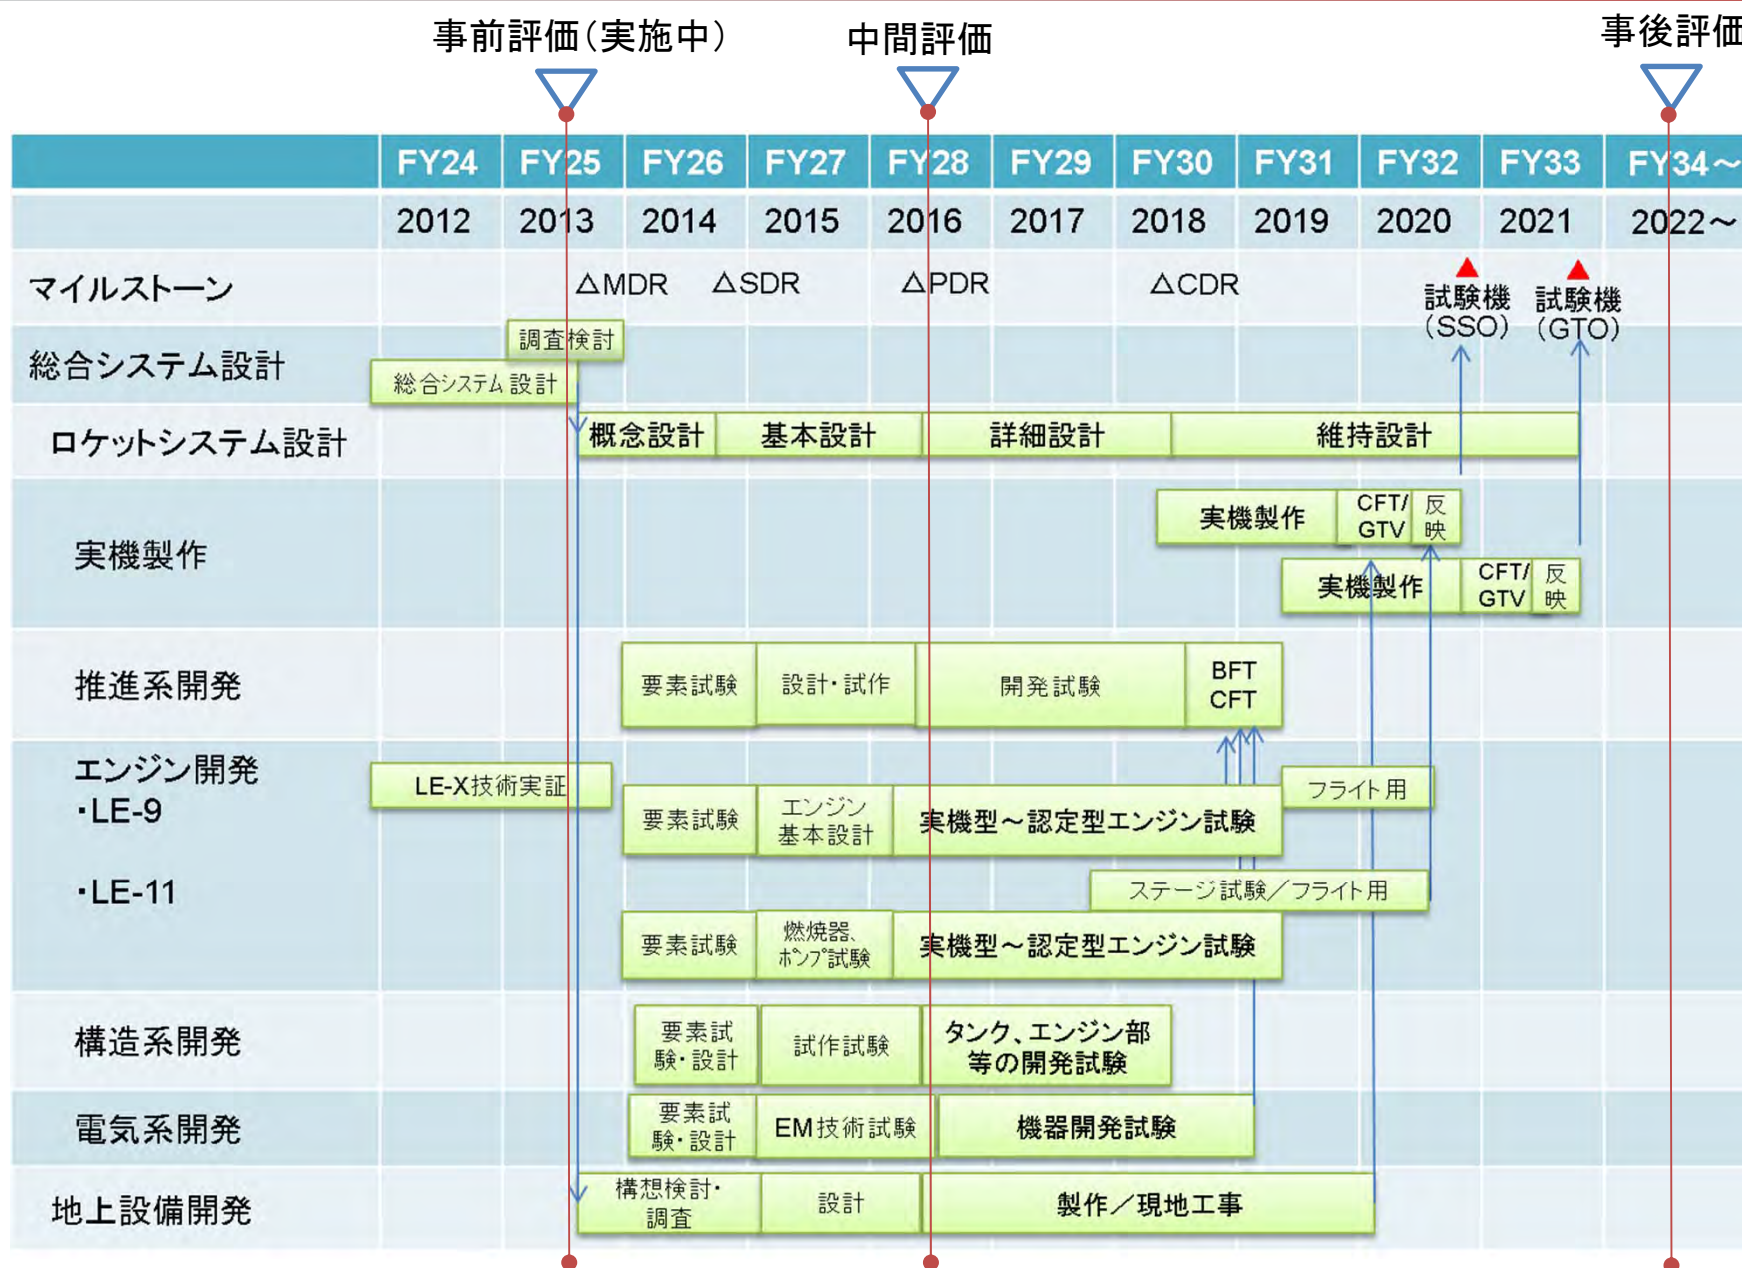 事前評価(実施中)
中間評価
事後評価
FY24 FY25 FY26 FY27 FY28 FY29 FY30 FY31 FY32 FY33 FY34～
2012 2013 2014 2015 2016 2017 2018 2019 2020 2021 2022～
マイルストーン
△MDR △SDR △PDR △CDR
▲ ▲
試験機 試験機
(SSO) (GTO)
総合システム設計
調査検討
総合システム設計
ロケットシステム設計
概念設計 基本設計 詳細設計 維持設計
実機製作
実機製作
CFT/
GTV
反
映
実機製作
CFT/
GTV
反
映
推進系開発
要素試験 設計・試作 開発試験
BFT
CFT
エンジン開発
・LE-9
LE-X技術実証
フライト用
要素試験
エンジン
基本設計
実機型～認定型エンジン試験
・LE-11
ステージ試験／フライト用
要素試験
燃焼器、
ポンプ試験
実機型～認定型エンジン試験
構造系開発
要素試
験・設計
試作試験
タンク、エンジン部
等の開発試験
電気系開発
要素試
験・設計
EM技術試験
機器開発試験
地上設備開発
構想検討・
調査
設計
製作／現地工事